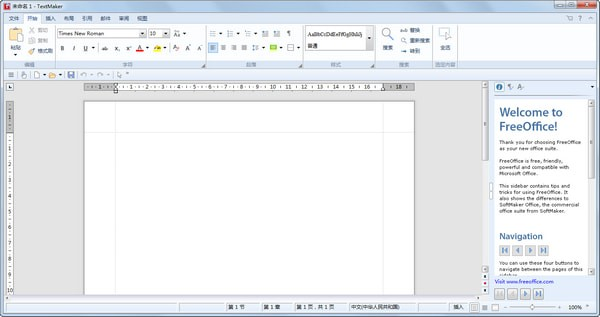 未命名 1 - TextMaker
文件 开始 插入 布局 引用 邮件 审阅 视图
粘贴
剪切
复制
格式刷
编辑
Times New Roman
10
字符
段落
AaBbCcDdEeFfGgHhIiJj
普通
样式
搜索
替换
重新搜索
转到
搜索
全选
选定内容
Welcome to
FreeOffice!
Thank you for choosing FreeOffice
as your new office suite.
FreeOffice is free, friendly,
powerful and compatible with
Microsoft Office.
This sidebar contains tips and
tricks for using FreeOffice. It
also shows the differences to
SoftMaker Office, the commercial
office suite from SoftMaker.
Navigation
You can use these four buttons to
navigate between the pages of this
Visit www.freeoffice.com
第 1 节
第 1 章
第 1 页，共 1 页
中文(中华人民共和国)
插入
100%